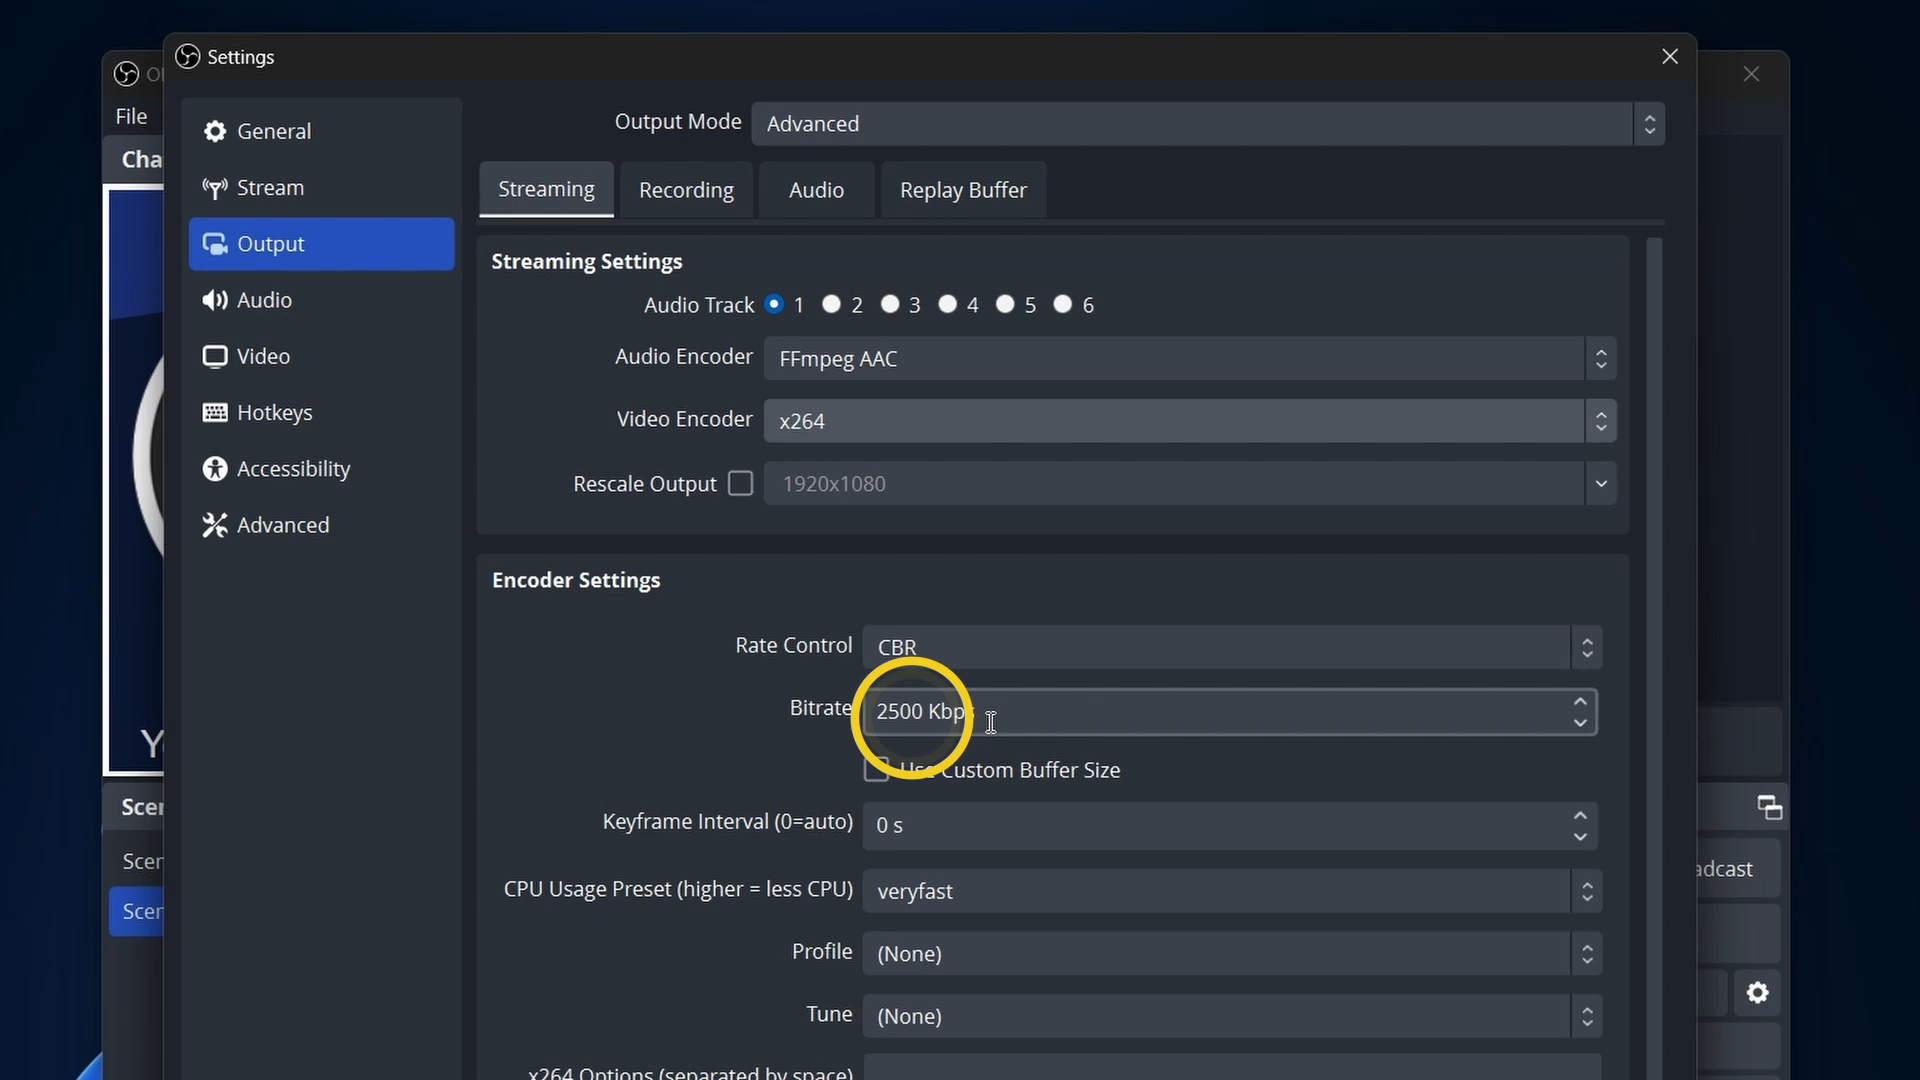 Settings
File
General
Stream
Output
Audio
Video
Hotkeys
Accessibility
Advanced
Output Mode Advanced
Streaming Recording Audio Replay Buffer
Streaming Settings
Audio Track 1 2 3 4 5 6
Audio Encoder FFmpeg AAC
Video Encoder x264
Rescale Output 1920x1080
Encoder Settings
Rate Control CBR
Bitrate 2500 Kbps
Use Custom Buffer Size
Keyframe Interval (0=auto) 0 s
CPU Usage Preset (higher = less CPU) veryfast
Profile (None)
Tune (None)
x264 Options (separated by space)